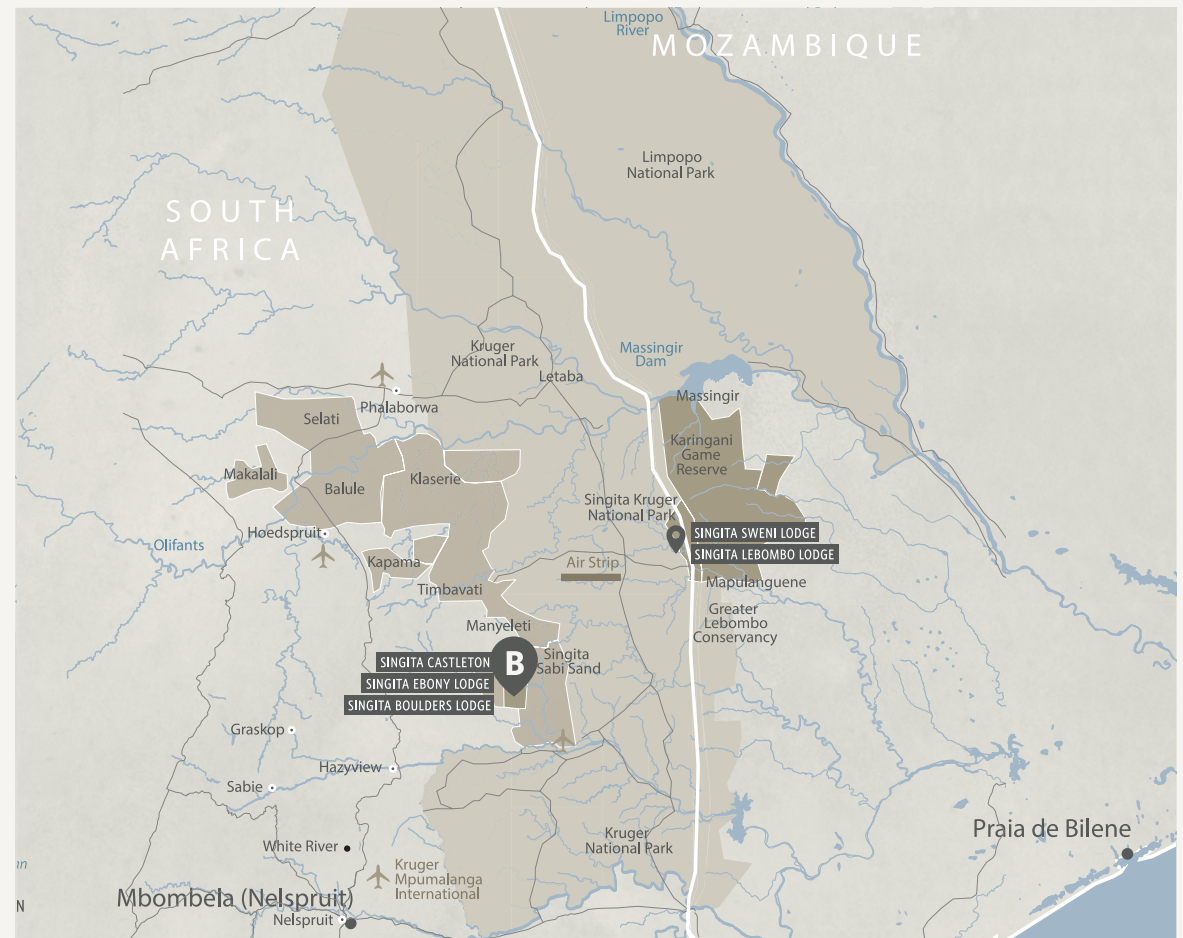 Limpopo
River
MOZAMBIQUE
Limpopo
National Park
SOUTH
AFRICA
Kruger
National Park
Massingir
Dam
Letaba
Massingir
Phalaborwa
Selati
Karingani
Game
Reserve
Makalali
Balule
Klaserie
Singita Kruger
National Park
Hoedspruit
Olifants
SINGITA SWENI LODGE
SINGITA LEBOMBO LODGE
Kapama
Air Strip
Timbavati
Mapulanguene
Greater
Lebombo
Conservancy
Manyeleti
B
Singita
Sabi Sand
SINGITA CASTLETON
SINGITA EBONY LODGE
SINGITA BOULDERS LODGE
Graskop
Hazyview
Sabie
White River
Kruger
National Park
Praia de Bilene
Kruger
Mpumalanga
International
Mbombela (Nelspruit)
Nelspruit
N